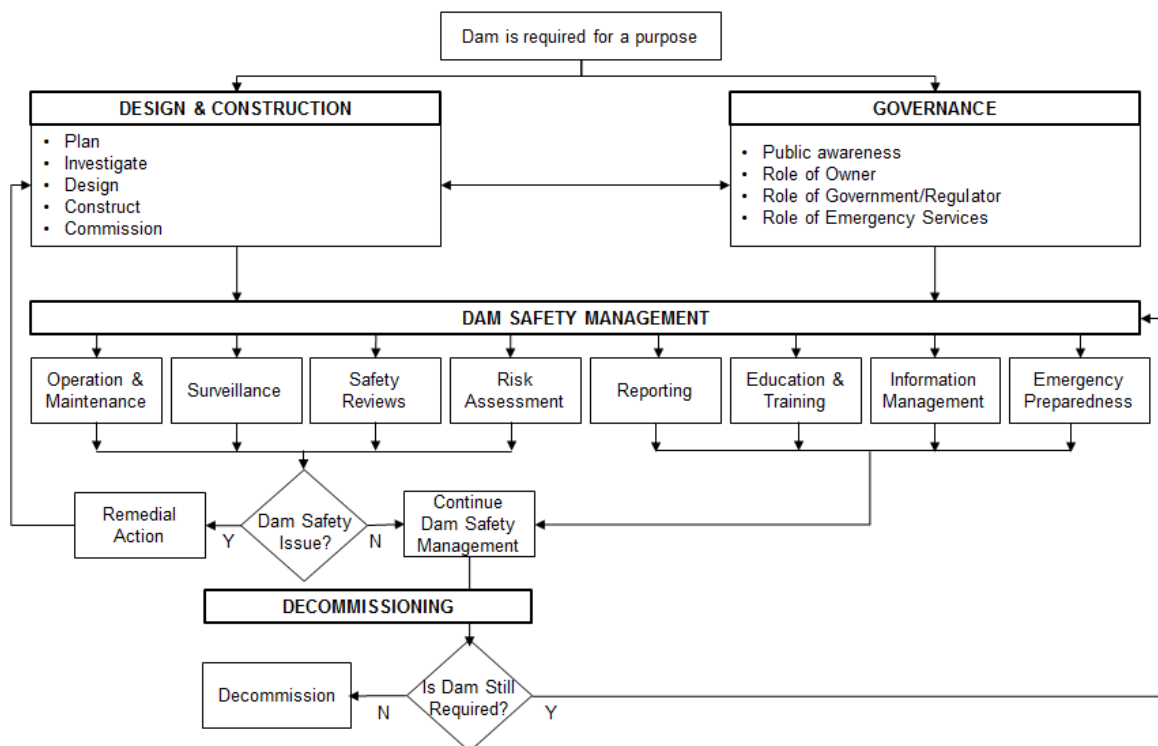 Dam is required for a purpose
DESIGN & CONSTRUCTION
• Plan
• Investigate
• Design
• Construct
• Commission
GOVERNANCE
• Public awareness
• Role of Owner
• Role of Government/Regulator
• Role of Emergency Services
DAM SAFETY MANAGEMENT
Operation &
Maintenance
Surveillance
Safety
Reviews
Risk
Assessment
Reporting
Education &
Training
Information
Management
Emergency
Preparedness
Remedial
Action
Y
Dam Safety
Issue?
N
Continue
Dam Safety
Management
DECOMMISSIONING
Decommission
N
Is Dam Still
Required?
Y